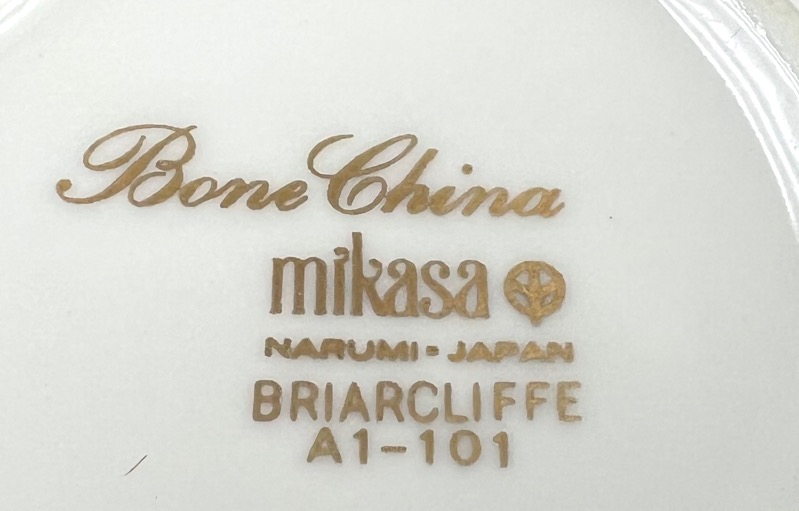 Bone China
mikasa
NARUMI - JAPAN
BRIARCLIFFE
A1-101